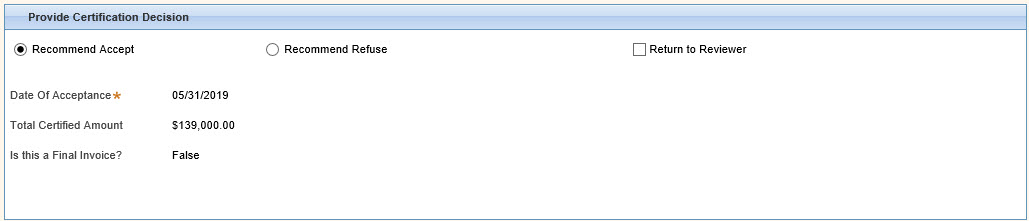 Provide Certification Decision
Recommend Accept Recommend Refuse Return to Reviewer
Date Of Acceptance* 05/31/2019
Total Certified Amount $139,000.00
Is this a Final Invoice? False